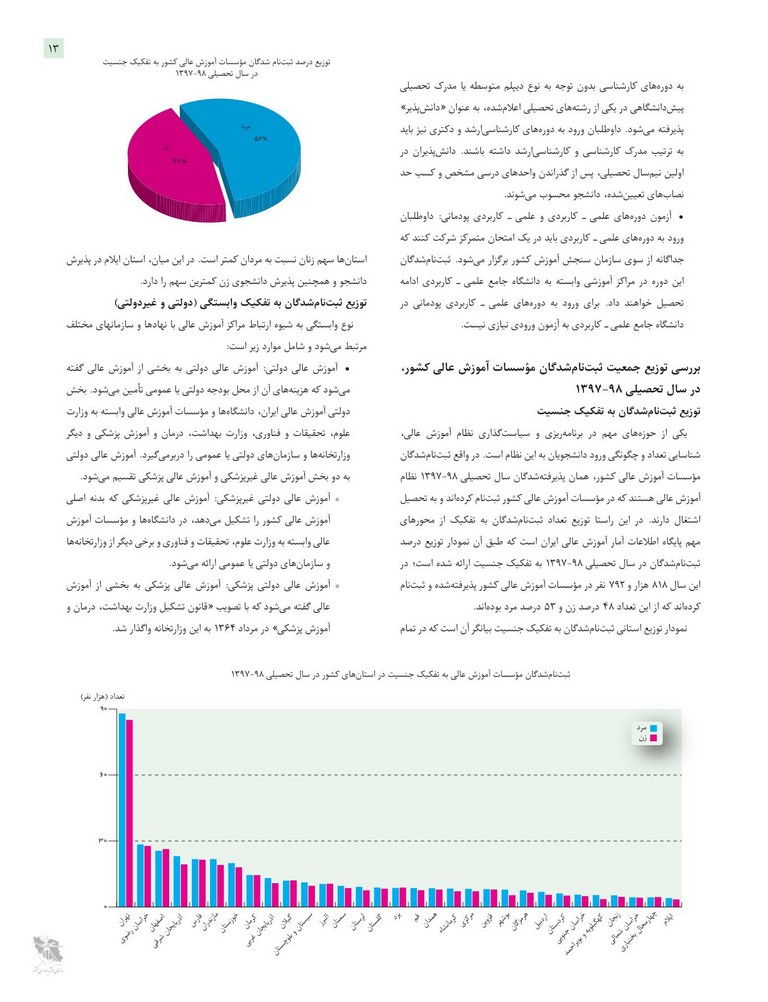 ۱۳
به دوره‌های کارشناسی بدون توجه به نوع دیپلم متوسطه یا مدرک تحصیلی
پیش‌دانشگاهی در یکی از رشته‌های تحصیلی اعلام‌شده، به عنوان «دانش‌پذیر»
پذیرفته می‌شود. داوطلبان ورود به دوره‌های کارشناسی‌ارشد و دکتری نیز باید
به ترتیب مدرک کارشناسی و کارشناسی‌ارشد داشته باشند. دانش‌پذیران در
اولین نیم‌سال تحصیلی، پس از گذراندن واحدهای درسی مشخص و کسب حد
نصاب‌های تعیین‌شده، دانشجو محسوب می‌شوند.
• آزمون دوره‌های علمی ـ کاربردی و علمی ـ کاربردی پودمانی: داوطلبان
ورود به دوره‌های علمی ـ کاربردی باید در یک امتحان متمرکز شرکت کنند که
جداگانه از سوی سازمان سنجش آموزش کشور برگزار می‌شود. ثبت‌نام‌شدگان
این دوره در مراکز آموزشی وابسته به دانشگاه جامع علمی ـ کاربردی ادامه
تحصیل خواهند داد. برای ورود به دوره‌های علمی ـ کاربردی پودمانی در
دانشگاه جامع علمی ـ کاربردی به آزمون ورودی نیازی نیست.
بررسی توزیع جمعیت ثبت‌نام‌شدگان مؤسسات آموزش عالی کشور،
در سال تحصیلی ۹۸-۱۳۹۷
توزیع ثبت‌نام‌شدگان به تفکیک جنسیت
یکی از حوزه‌های مهم در برنامه‌ریزی و سیاست‌گذاری نظام آموزش عالی،
شناسایی تعداد و چگونگی ورود دانشجویان به این نظام است. در واقع ثبت‌نام‌شدگان
مؤسسات آموزش عالی کشور، همان پذیرفته‌شدگان سال تحصیلی ۹۸-۱۳۹۷ نظام
آموزش عالی هستند که در مؤسسات آموزش عالی کشور ثبت‌نام کرده‌اند و به تحصیل
اشتغال دارند. در این راستا توزیع تعداد ثبت‌نام‌شدگان به تفکیک از محورهای
مهم پایگاه اطلاعات آمار آموزش عالی ایران است که طبق آن نمودار توزیع درصد
ثبت‌نام‌شدگان در سال تحصیلی ۹۸-۱۳۹۷ به تفکیک جنسیت ارائه شده است؛ در
این سال ۸۱۸ هزار و ۷۹۲ نفر در مؤسسات آموزش عالی کشور پذیرفته‌شده و ثبت‌نام
کرده‌اند که از این تعداد ۴۸ درصد زن و ۵۳ درصد مرد بوده‌اند.
نمودار توزیع استانی ثبت‌نام‌شدگان به تفکیک جنسیت بیانگر آن است که در تمام
توزیع درصد ثبت‌نام شدگان مؤسسات آموزش عالی کشور به تفکیک جنسیت
در سال تحصیلی ۹۸-۱۳۹۷
مرد
استان‌ها سهم زنان نسبت به مردان کمتر است. در این میان، استان ایلام در پذیرش
دانشجو و همچنین پذیرش دانشجوی زن کمترین سهم را دارد.
توزیع ثبت‌نام‌شدگان به تفکیک وابستگی (دولتی و غیردولتی)
نوع وابستگی به شیوه ارتباط مراکز آموزش عالی با نهادها و سازمانهای مختلف
مرتبط می‌شود و شامل موارد زیر است:
• آموزش عالی دولتی: آموزش عالی دولتی به بخشی از آموزش عالی گفته
می‌شود که هزینه‌های آن از محل بودجه دولتی یا عمومی تأمین می‌شود. بخش
دولتی آموزش عالی ایران، دانشگاه‌ها و مؤسسات آموزش عالی وابسته به وزارت
علوم، تحقیقات و فناوری، وزارت بهداشت، درمان و آموزش پزشکی و دیگر
وزارتخانه‌ها و سازمان‌های دولتی یا عمومی را دربرمی‌گیرد. آموزش عالی دولتی
به دو بخش آموزش عالی غیرپزشکی و آموزش عالی پزشکی تقسیم می‌شود.
◦ آموزش عالی دولتی غیرپزشکی: آموزش عالی غیرپزشکی که بدنه اصلی
آموزش عالی کشور را تشکیل می‌دهد، در دانشگاه‌ها و مؤسسات آموزش
عالی وابسته به وزارت علوم، تحقیقات و فناوری و برخی دیگر از وزارتخانه‌ها
و سازمان‌های دولتی یا عمومی ارائه می‌شود.
◦ آموزش عالی دولتی پزشکی: آموزش عالی پزشکی به بخشی از آموزش
عالی گفته می‌شود که با تصویب «قانون تشکیل وزارت بهداشت، درمان و
آموزش پزشکی» در مرداد ۱۳۶۴ به این وزارتخانه واگذار شد.
ثبت‌نام‌شدگان مؤسسات آموزش عالی به تفکیک جنسیت در استان‌های کشور در سال تحصیلی ۹۸-۱۳۹۷
تعداد (هزار نفر)
۹۰
۶۰
۳۰
۰
مرد
زن
تهران
خراسان رضوی
اصفهان
آذربایجان شرقی
فارس
مازندران
خوزستان
کرمان
آذربایجان غربی
گیلان
سیستان و بلوچستان
البرز
سمنان
لرستان
گلستان
یزد
قم
همدان
کرمانشاه
مرکزی
قزوین
بوشهر
هرمزگان
اردبیل
کردستان
خراسان جنوبی
کهگیلویه و بویراحمد
زنجان
خراسان شمالی
چهارمحال بختیاری
ایلام